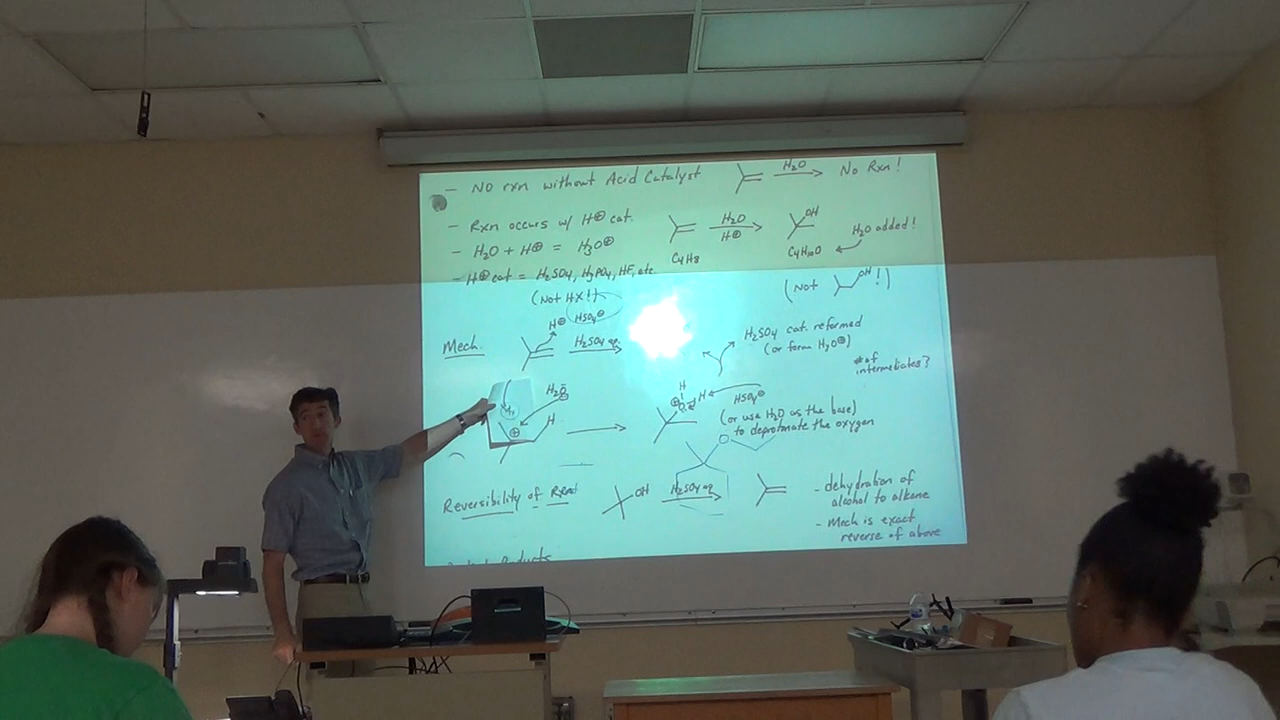 - NO rxn without Acid Catalyst
H₂O
No Rxn!
- Rxn occurs w/ H⊕ cat.
H₂O
H⊕
OH
H₂O added!
- H₂O + H⊕ = H₃O⊕
C₄H₈
C₄H₁₀O
- H⊕ cat = H₂SO₄, H₃PO₄, HF, etc
(Not HX!)
(Not
OH
!)
H⊕
HSO₄⊖
Mech.
H₂SO₄ aq.
H₂SO₄ cat. reformed
(or form H₃O⊕)
# of
intermediates?
H₂O
H
⊕
H
⊕O
H
HSO₄⊖
(or use H₂O as the base)
to deprotonate the oxygen
O
Reversibility of Rxn
OH
H₂SO₄ aq
- dehydration of
alcohol to alkene
- Mech is exact
reverse of above
Products